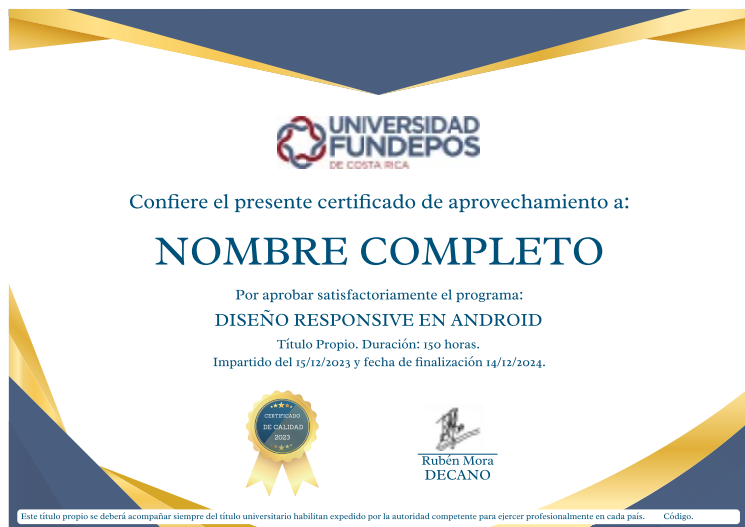 UNIVERSIDAD
FUNDEPOS
DE COSTA RICA
Confiere el presente certificado de aprovechamiento a:
NOMBRE COMPLETO
Por aprobar satisfactoriamente el programa:
DISEÑO RESPONSIVE EN ANDROID
Título Propio. Duración: 150 horas.
Impartido del 15/12/2023 y fecha de finalización 14/12/2024.
CERTIFICADO
DE CALIDAD
2023
Rubén Mora
DECANO
Este título propio se deberá acompañar siempre del título universitario habilitan expedido por la autoridad competente para ejercer profesionalmente en cada país. Código.